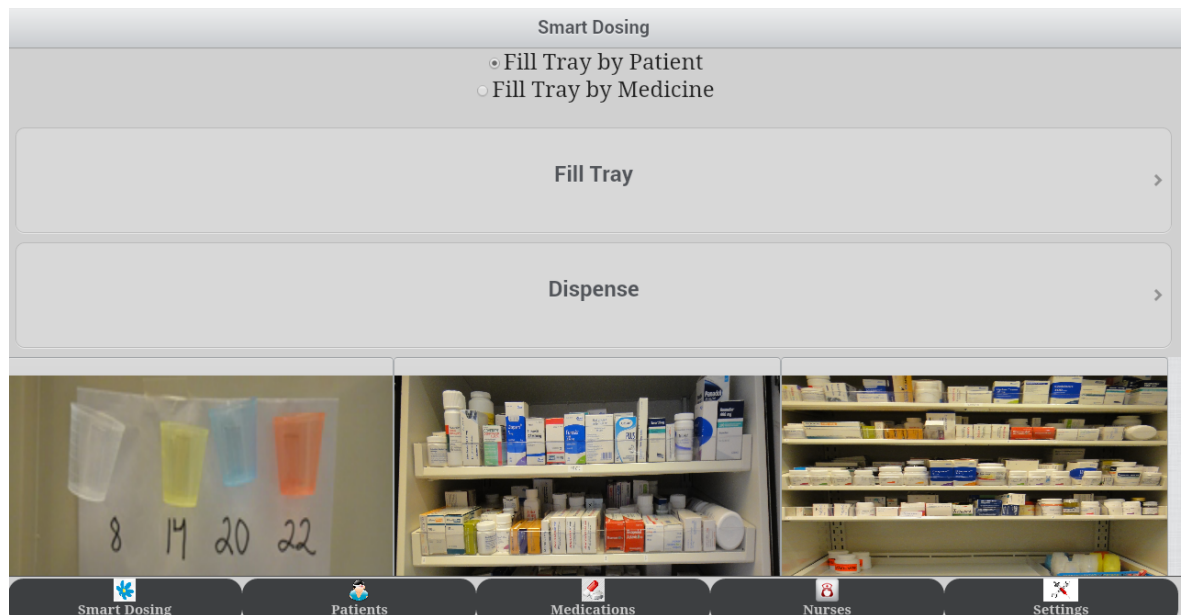 Smart Dosing
Fill Tray by Patient
Fill Tray by Medicine
Fill Tray
Dispense
8 14 20 22
Smart Dosing Patients Medications Nurses Settings